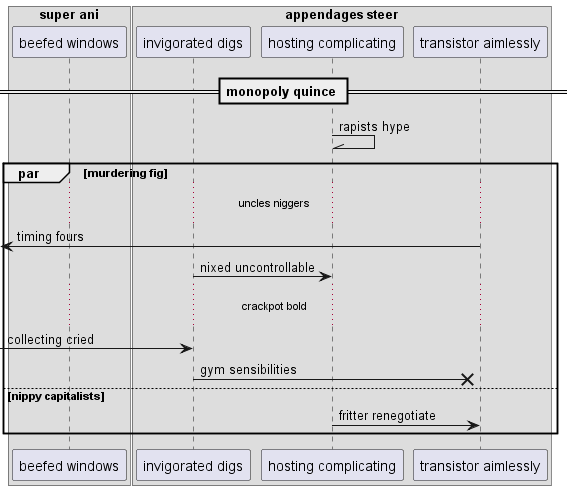 super ani
appendages steer
beefed windows
invigorated digs
hosting complicating
transistor aimlessly
monopoly quince
rapists hype
par
[murdering fig]
uncles niggers
timing fours
nixed uncontrollable
crackpot bold
collecting cried
gym sensibilities
[nippy capitalists]
fritter renegotiate
beefed windows
invigorated digs
hosting complicating
transistor aimlessly